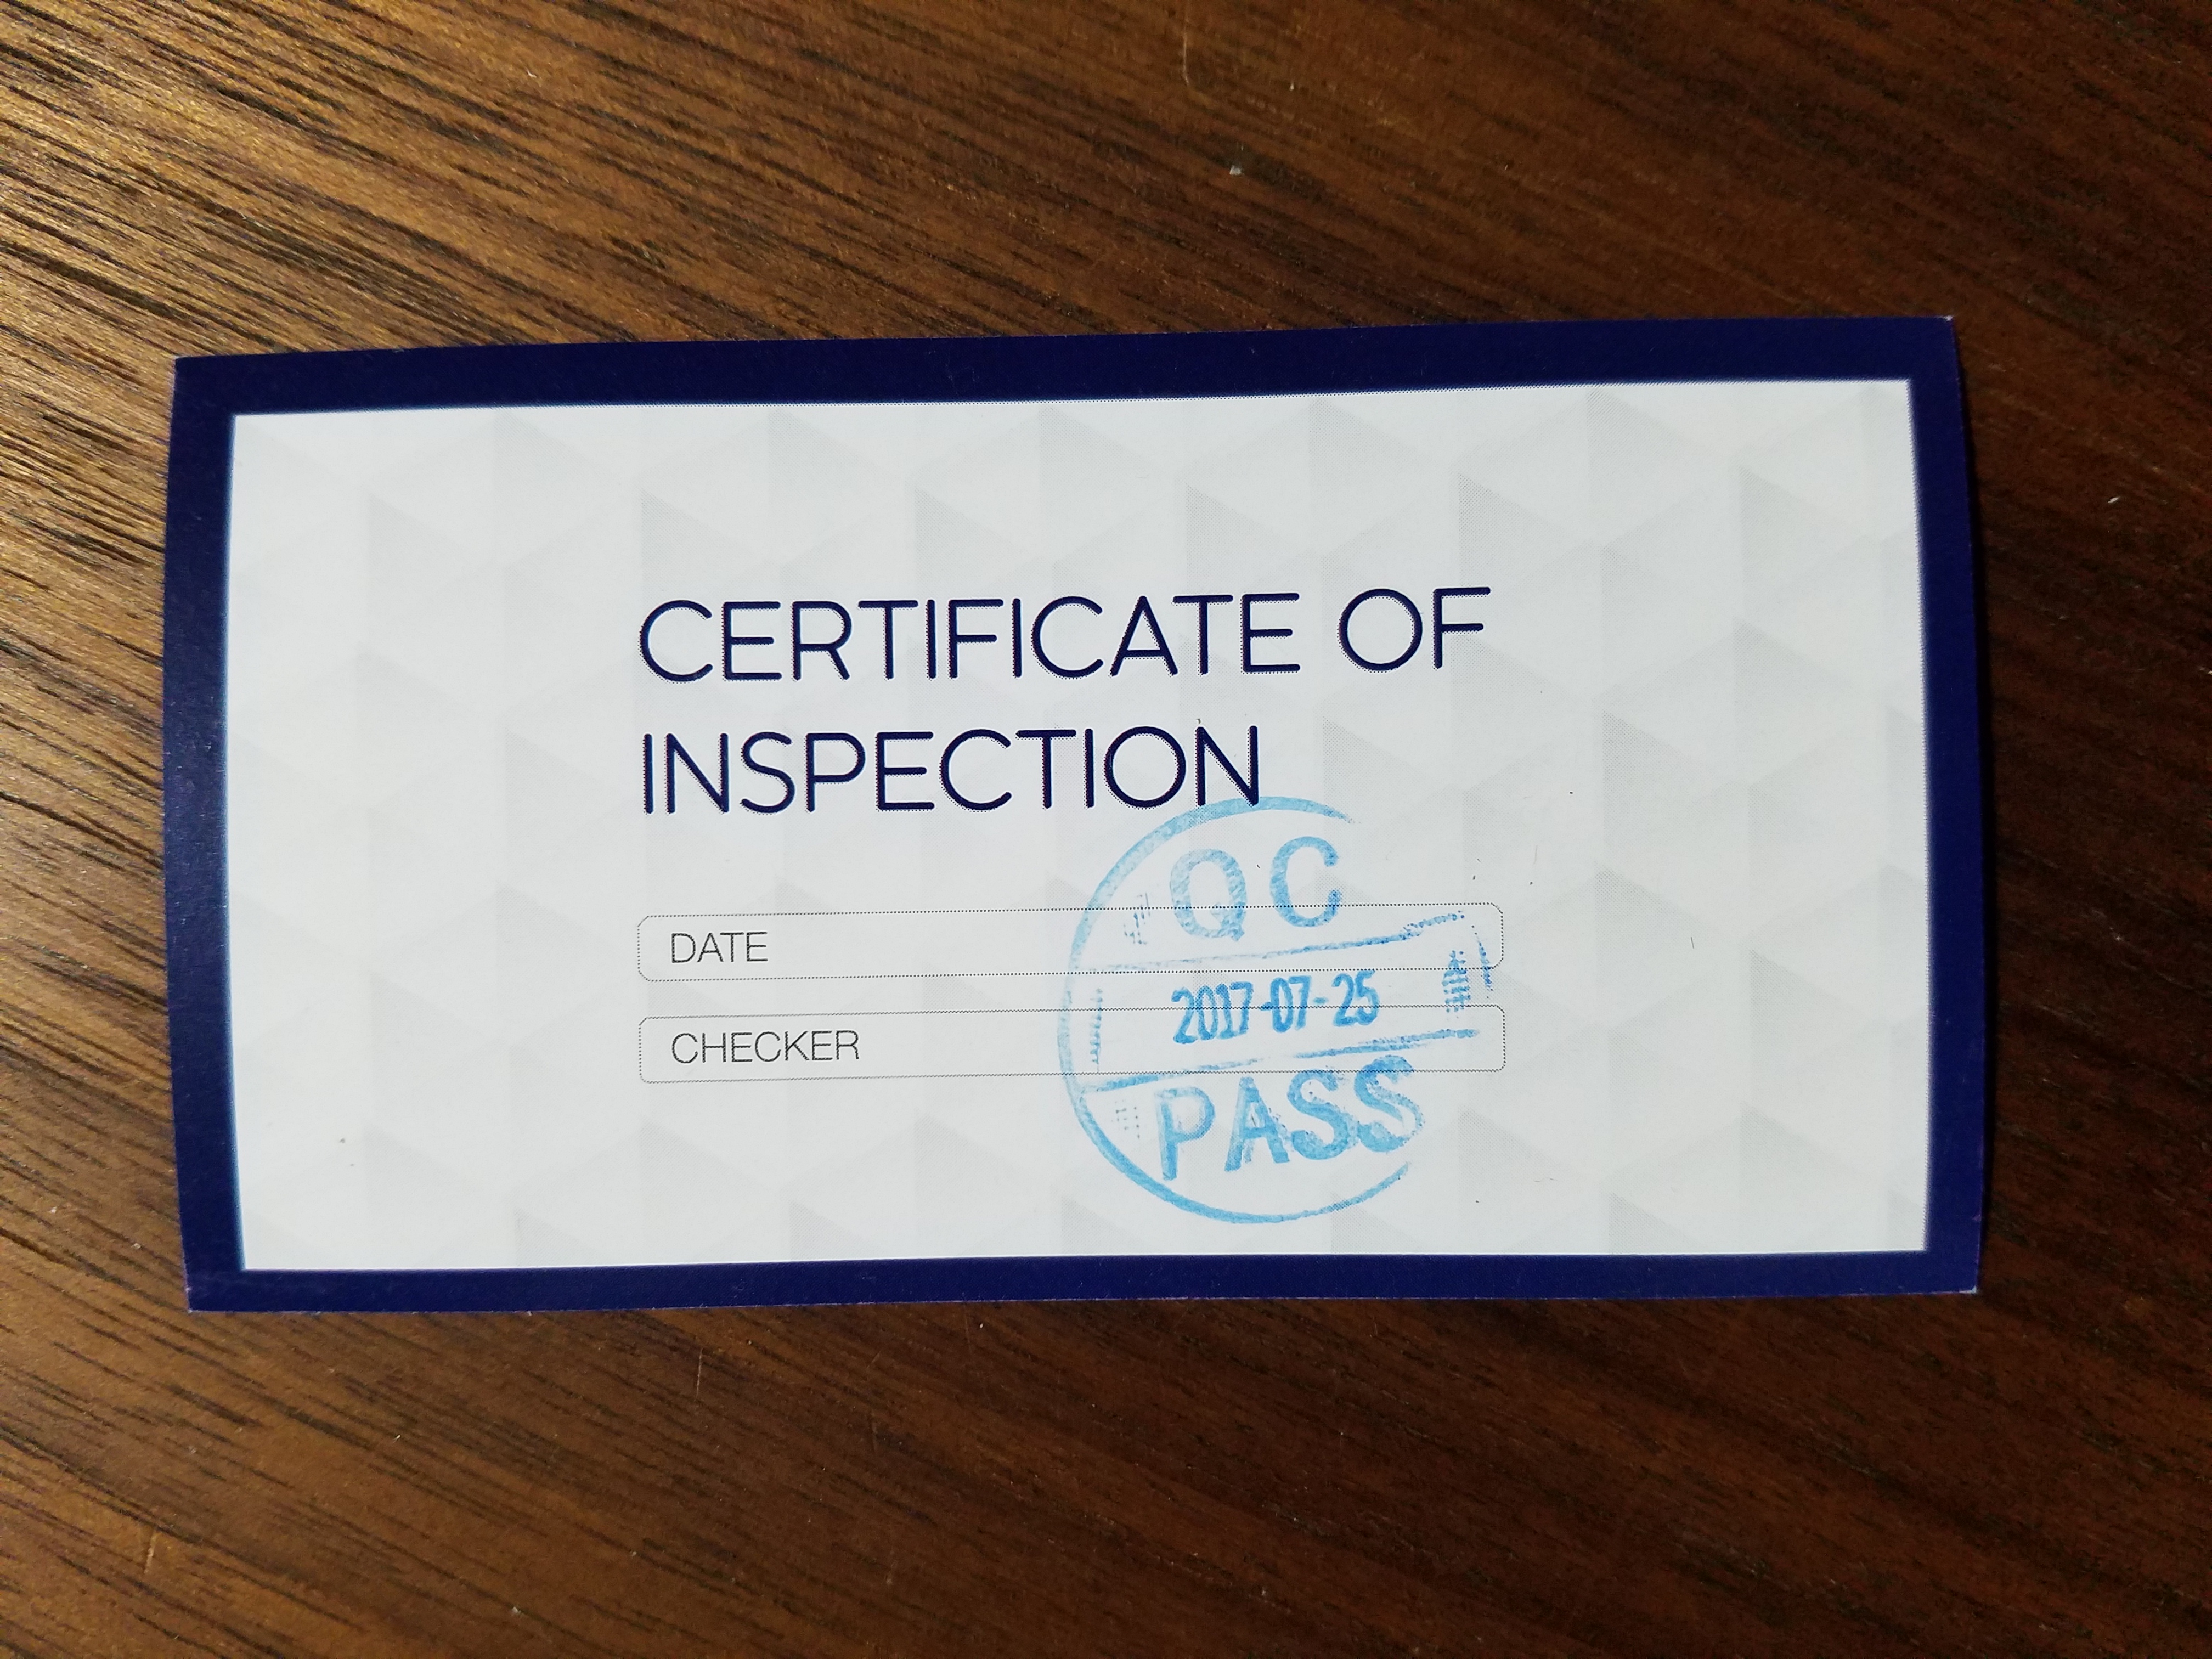 CERTIFICATE OF
INSPECTION
QC
DATE
2017-07-25
CHECKER
PASS